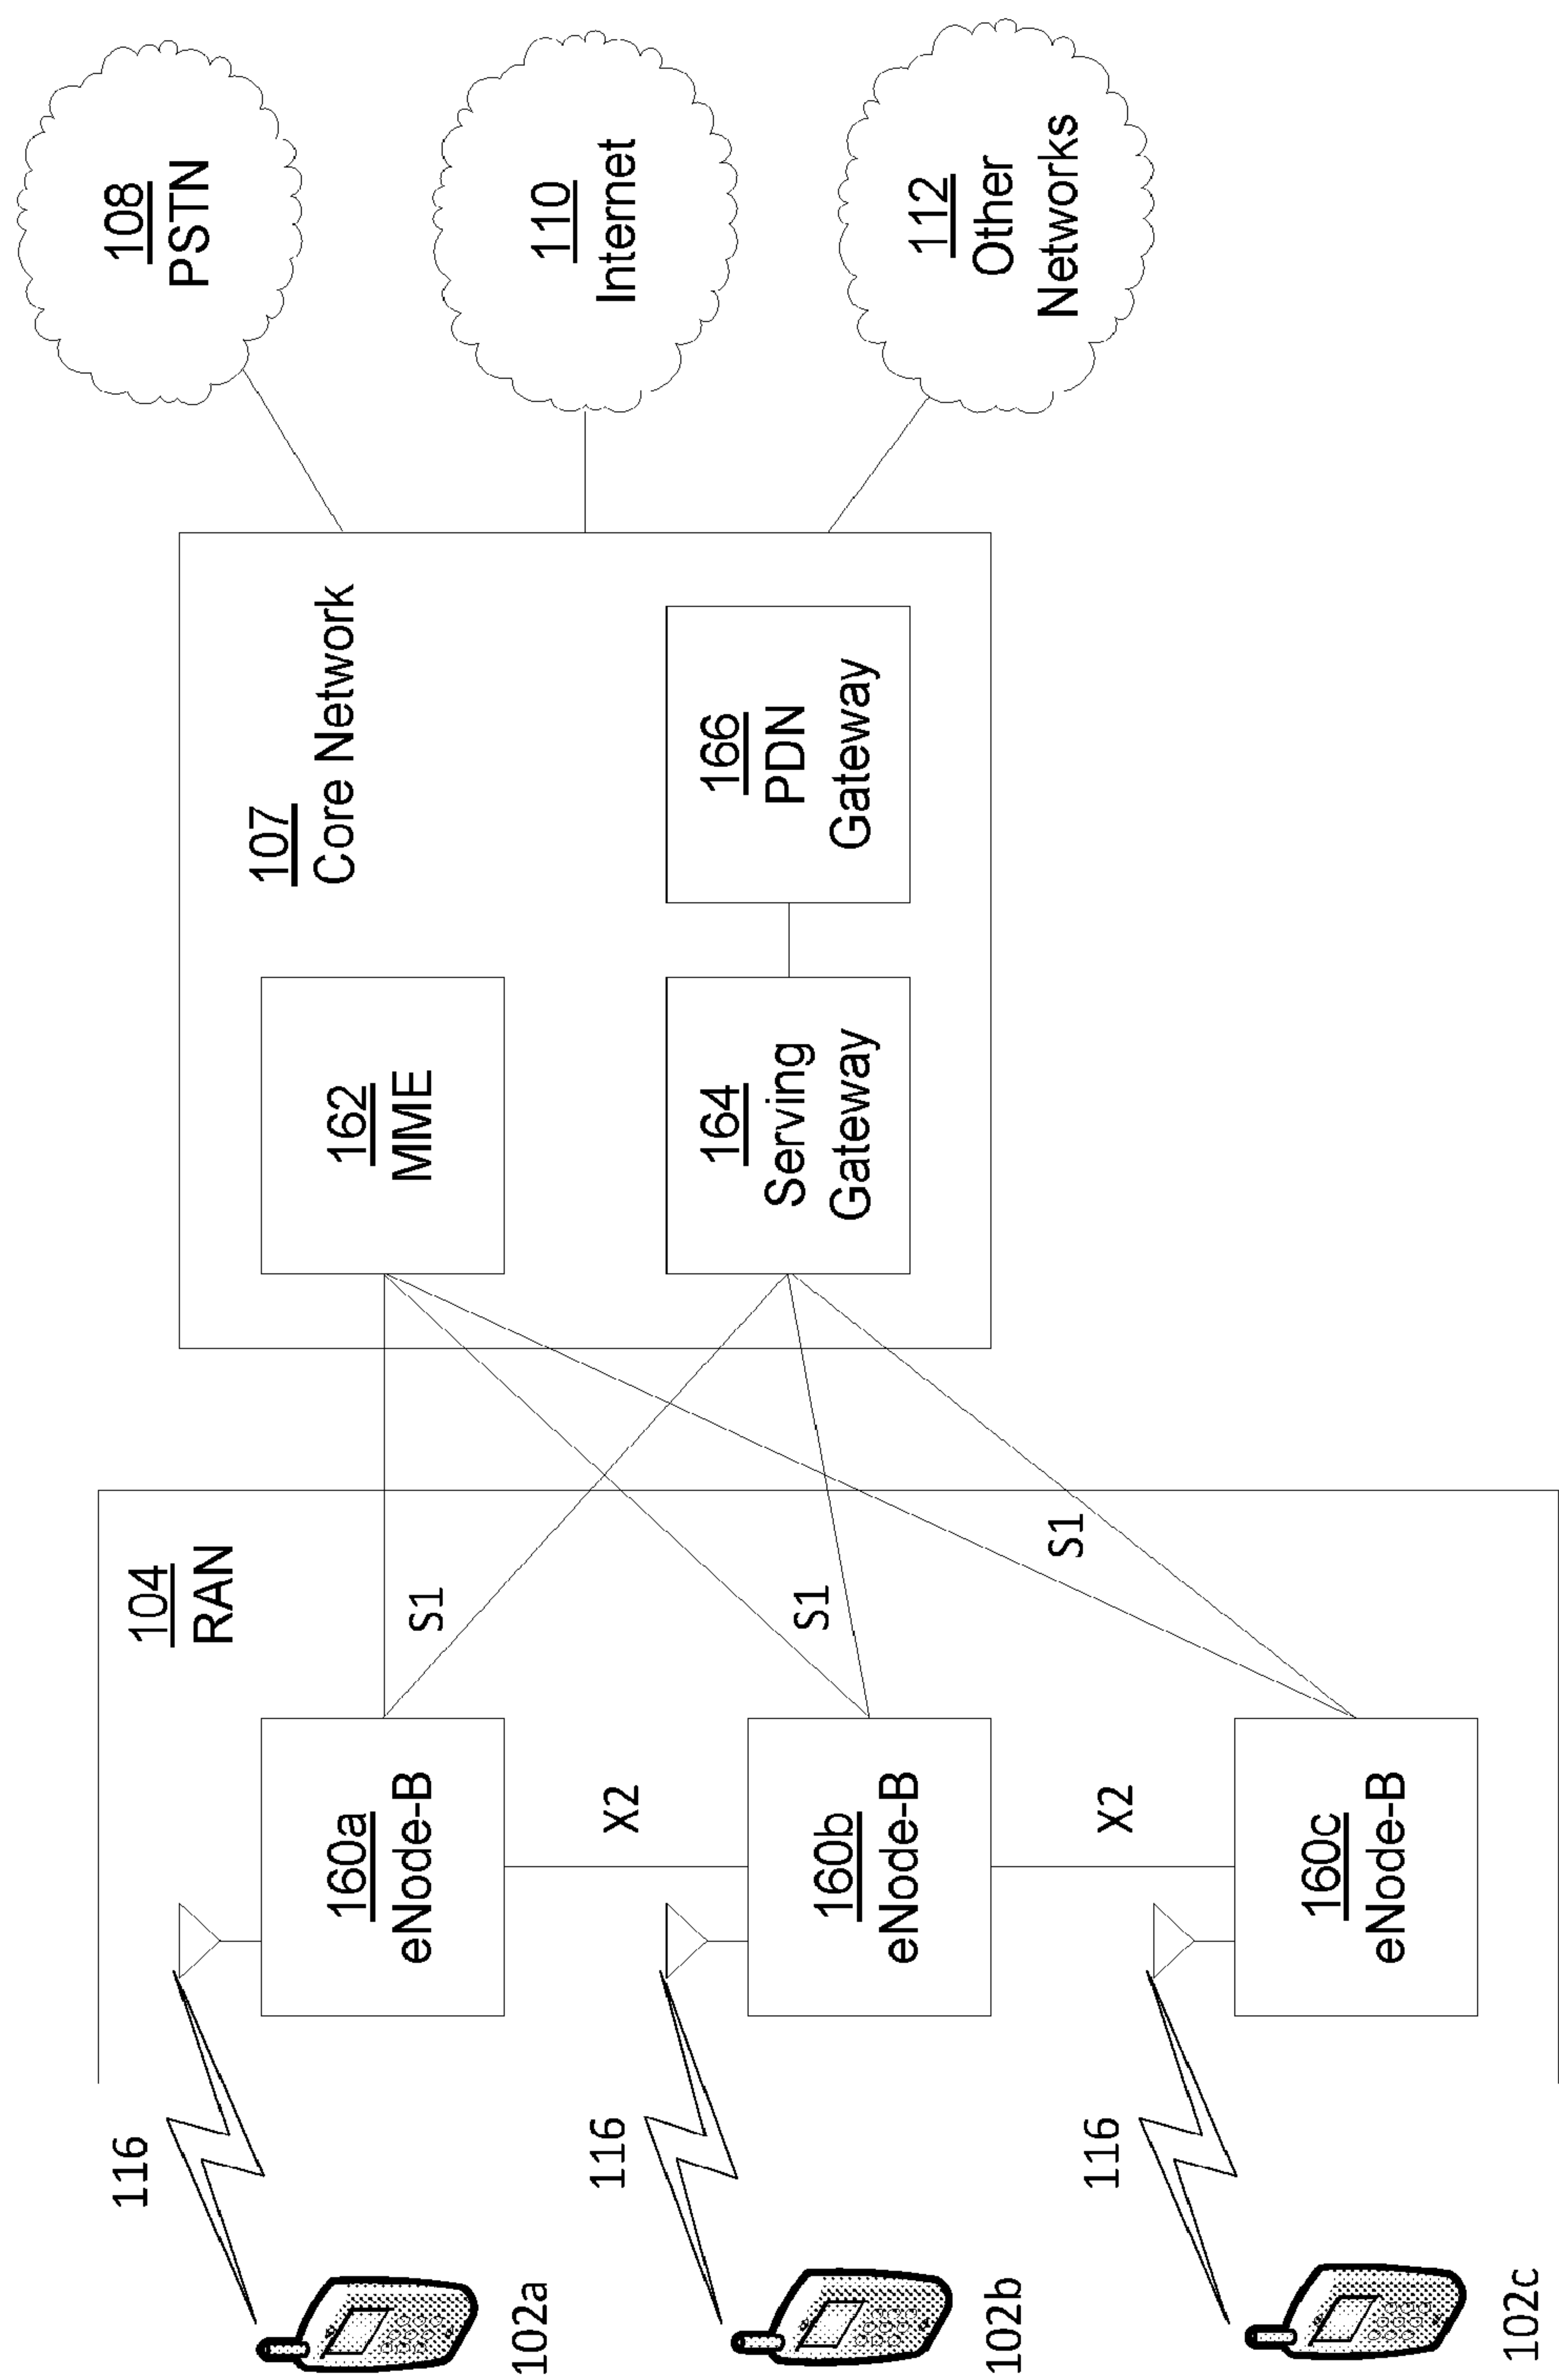 108
PSTN
110
Internet
112
Other
Networks
107
Core Network
162
MME
166
PDN
Gateway
164
Serving
Gateway
104
RAN
S1
S1
S1
160a
eNode-B
X2
160b
eNode-B
X2
160c
eNode-B
116
116
116
102a
102b
102c